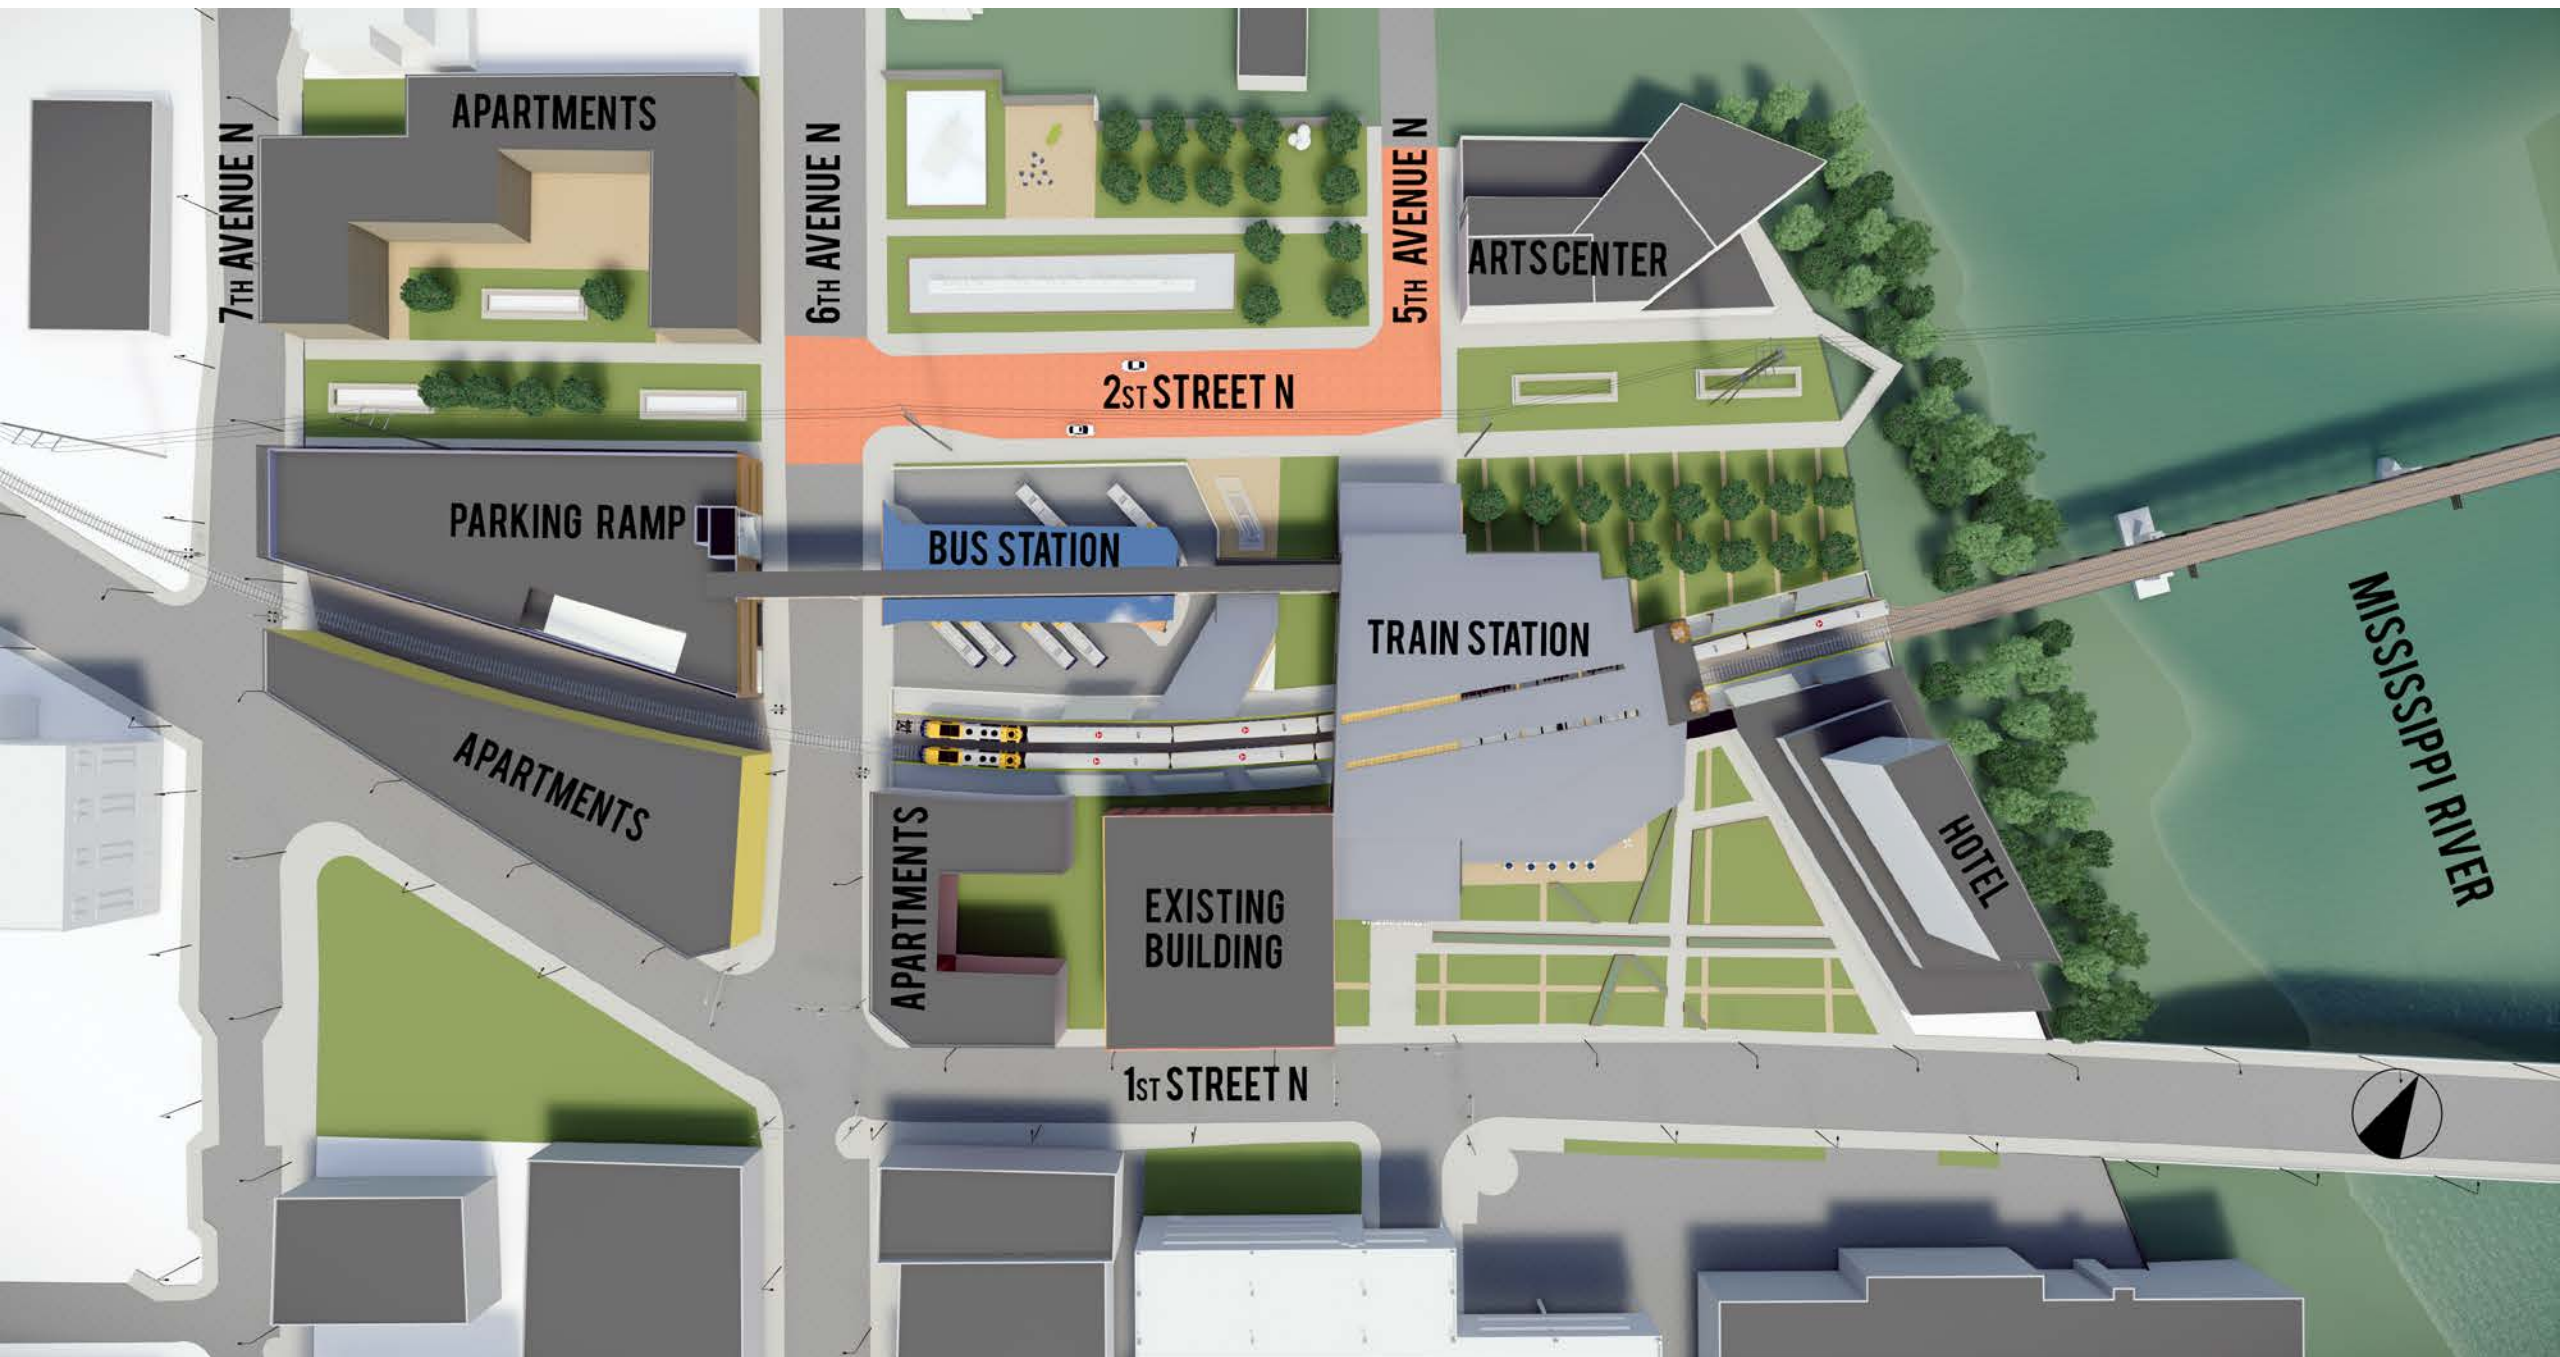 APARTMENTS
7TH AVENUE N
6TH AVENUE N
5TH AVENUE N
ARTS CENTER
2ST STREET N
PARKING RAMP
BUS STATION
TRAIN STATION
MISSISSIPPI RIVER
APARTMENTS
APARTMENTS
EXISTING
BUILDING
HOTEL
1ST STREET N